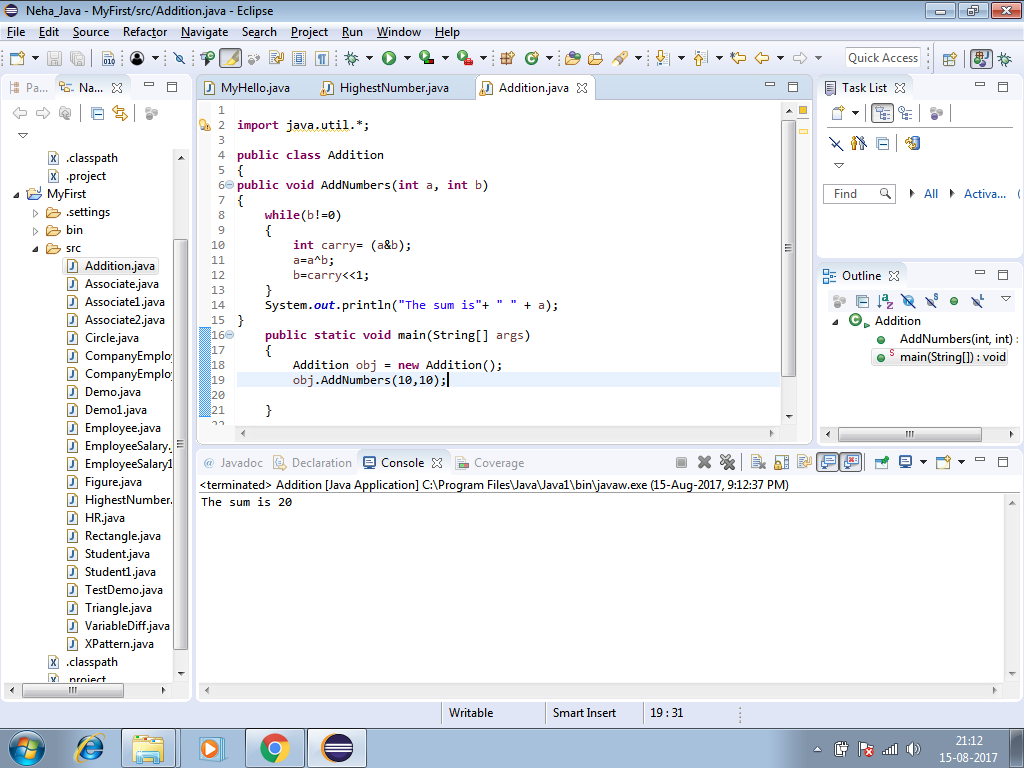 Neha_Java - MyFirst/src/Addition.java - Eclipse
File Edit Source Refactor Navigate Search Project Run Window Help
Quick Access
Pa... Na...
MyHello.java HighestNumber.java Addition.java
Task List
.classpath
.project
MyFirst
.settings
bin
src
Addition.java
Associate.java
Associate1.java
Associate2.java
Circle.java
CompanyEmplo
CompanyEmplo
Demo.java
Demo1.java
Employee.java
EmployeeSalary.
EmployeeSalary1
Figure.java
HighestNumber.
HR.java
Rectangle.java
Student.java
Student1.java
TestDemo.java
Triangle.java
VariableDiff.java
XPattern.java
.classpath
.project
1
2 import java.util.*;
3
4 public class Addition
5 {
6 public void AddNumbers(int a, int b)
7 {
8 while(b!=0)
9 {
10 int carry= (a&b);
11 a=a^b;
12 b=carry<<1;
13 }
14 System.out.println("The sum is"+ " " + a);
15 }
16 public static void main(String[] args)
17 {
18 Addition obj = new Addition();
19 obj.AddNumbers(10,10);
20
21 }
22
Find All Activa...
Outline
Addition
AddNumbers(int, int) :
main(String[]) : void
@ Javadoc Declaration Console Coverage
<terminated> Addition [Java Application] C:\Program Files\Java\Java1\bin\javaw.exe (15-Aug-2017, 9:12:37 PM)
The sum is 20
Writable Smart Insert 19 : 31
21:12
15-08-2017